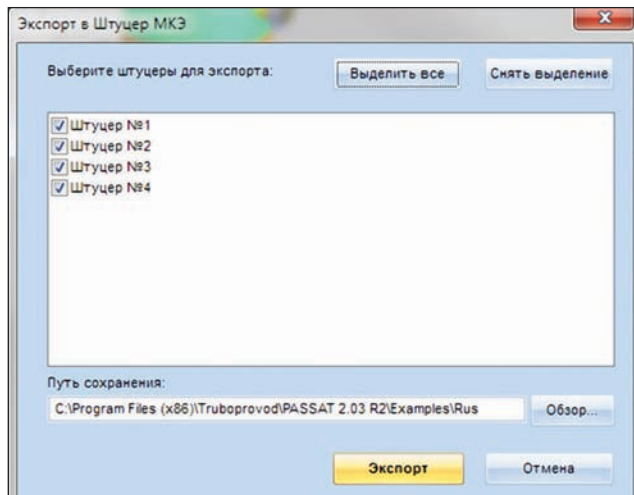 Экспорт в Штуцер МКЭ
Выберите штуцеры для экспорта:
Выделить все
Снять выделение
Штуцер №1
Штуцер №2
Штуцер №3
Штуцер №4
Путь сохранения:
C:\Program Files (x86)\Truboprovod\PASSAT 2.03 R2\Examples\Rus
Обзор...
Экспорт
Отмена